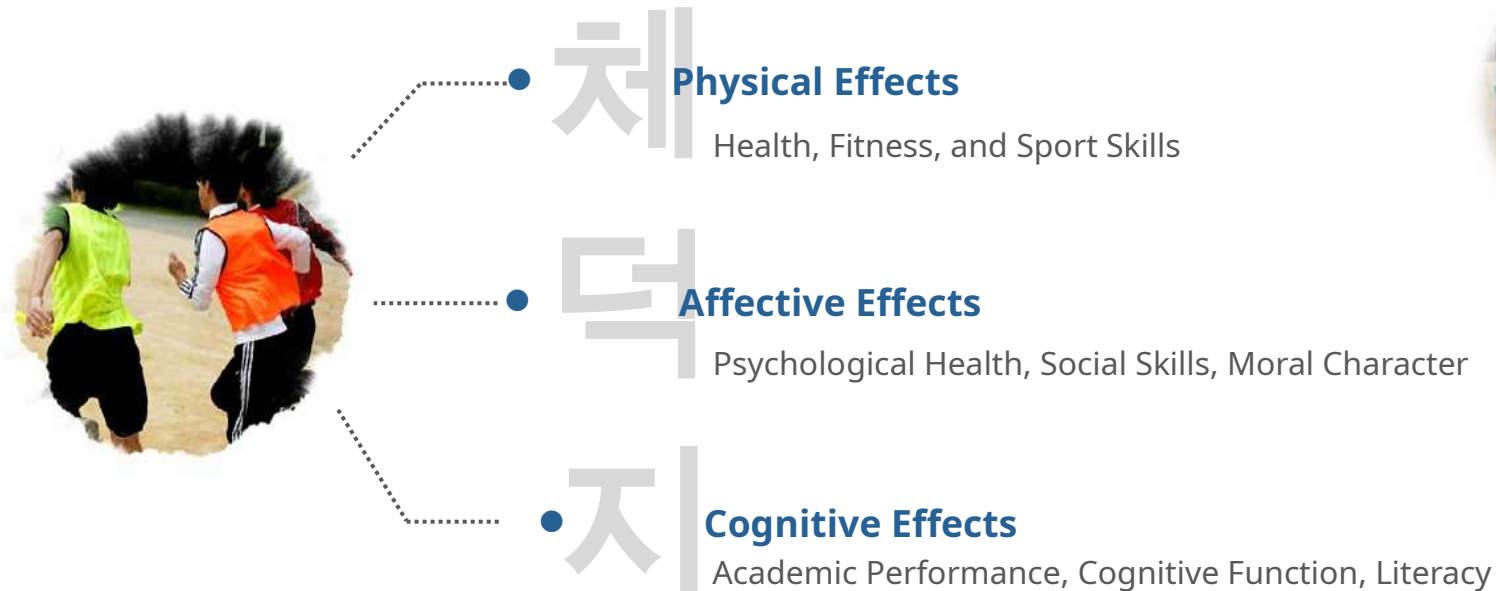 체
Physical Effects
Health, Fitness, and Sport Skills
덕
Affective Effects
Psychological Health, Social Skills, Moral Character
지
Cognitive Effects
Academic Performance, Cognitive Function, Literacy